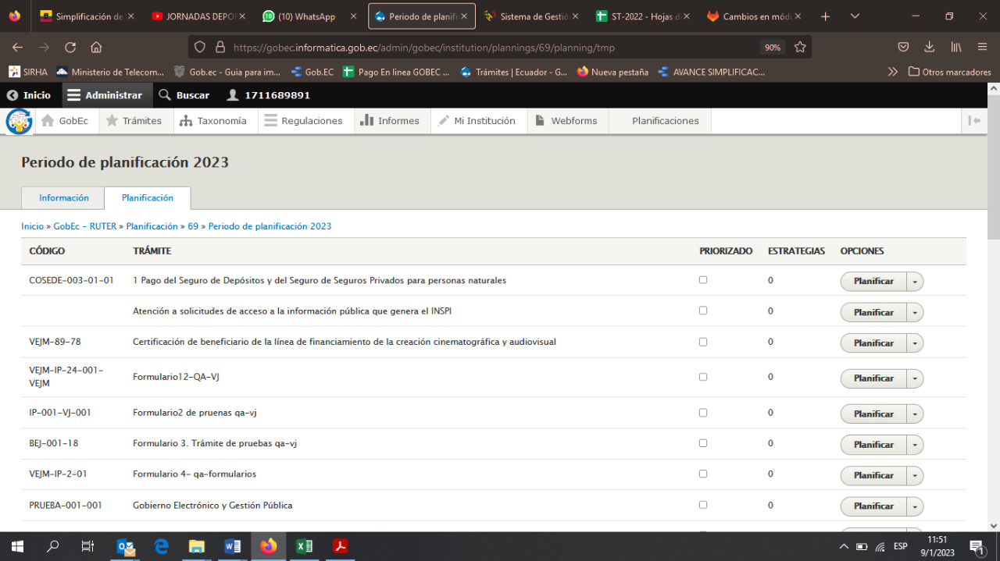 Simplificación de
JORNADAS DEPOR
(10) WhatsApp
Periodo de planifi
Sistema de Gestió
ST-2022 - Hojas d
Cambios en módu
https://gobec.informatica.gob.ec/admin/gobec/institution/plannings/69/planning/tmp
90%
SIRHA
Ministerio de Telecom...
Gob.ec - Guia para im...
Gob.EC
Pago En linea GOBEC ...
Trámites | Ecuador - G...
Nueva pestaña
AVANCE SIMPLIFICAC...
Otros marcadores
Inicio
Administrar
Buscar
1711689891
GobEc
Trámites
Taxonomía
Regulaciones
Informes
Mi Institución
Webforms
Planificaciones
Periodo de planificación 2023
Información
Planificación
Inicio » GobEc - RUTER » Planificación » 69 » Periodo de planificación 2023
CÓDIGO TRÁMITE PRIORIZADO ESTRATEGIAS OPCIONES
COSEDE-003-01-01 1 Pago del Seguro de Depósitos y del Seguro de Seguros Privados para personas naturales 0 Planificar
Atención a solicitudes de acceso a la información pública que genera el INSPI 0 Planificar
VEJM-89-78 Certificación de beneficiario de la línea de financiamiento de la creación cinematográfica y audiovisual 0 Planificar
VEJM-IP-24-001-
VEJM
Formulario12-QA-VJ 0 Planificar
IP-001-VJ-001 Formulario2 de pruenas qa-vj 0 Planificar
BEJ-001-18 Formulario 3. Trámite de pruebas qa-vj 0 Planificar
VEJM-IP-2-01 Formulario 4- qa-formularios 0 Planificar
PRUEBA-001-001 Gobierno Electrónico y Gestión Pública 0 Planificar
ESP
11:51
9/1/2023
1